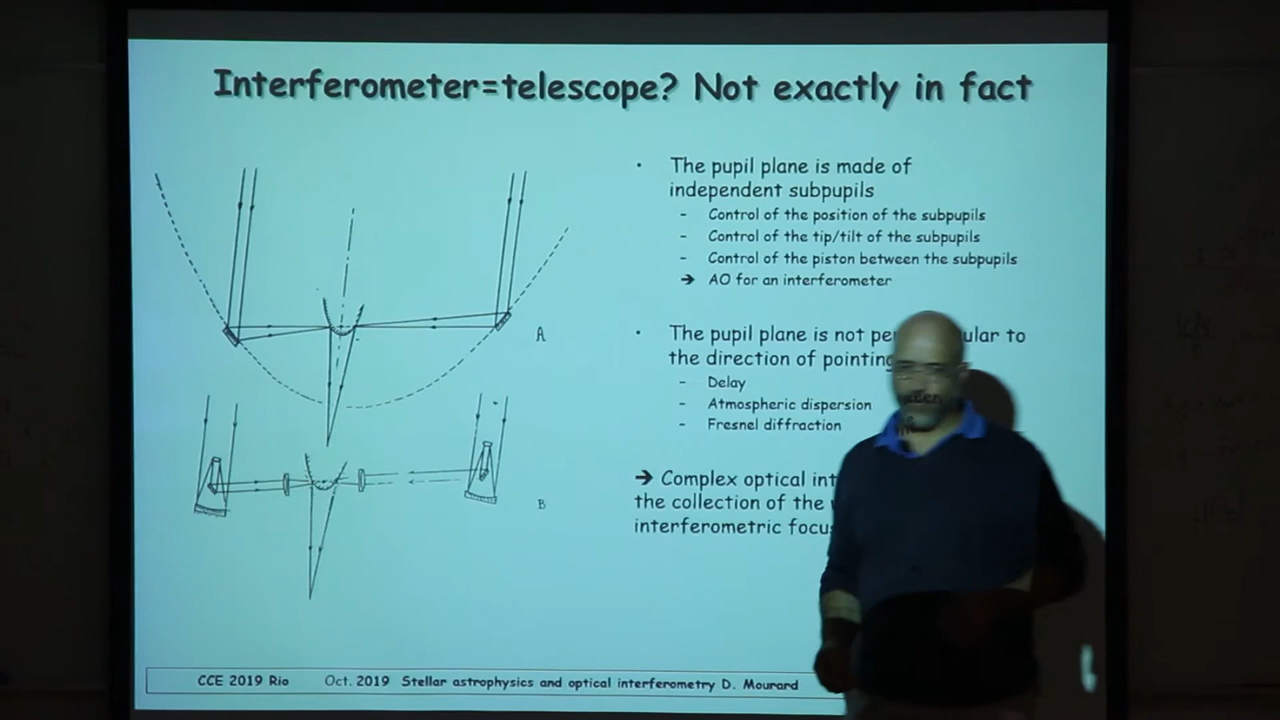 Interferometer=telescope? Not exactly in fact
• The pupil plane is made of
independent subpupils
- Control of the position of the subpupils
- Control of the tip/tilt of the subpupils
- Control of the piston between the subpupils
➔ AO for an interferometer
• The pupil plane is not pe ular to
the direction of pointing
- Delay
- Atmospheric dispersion
- Fresnel diffraction
➔ Complex optical int
the collection of the
interferometric focus
A
B
CCE 2019 Rio Oct. 2019 Stellar astrophysics and optical interferometry D. Mourard